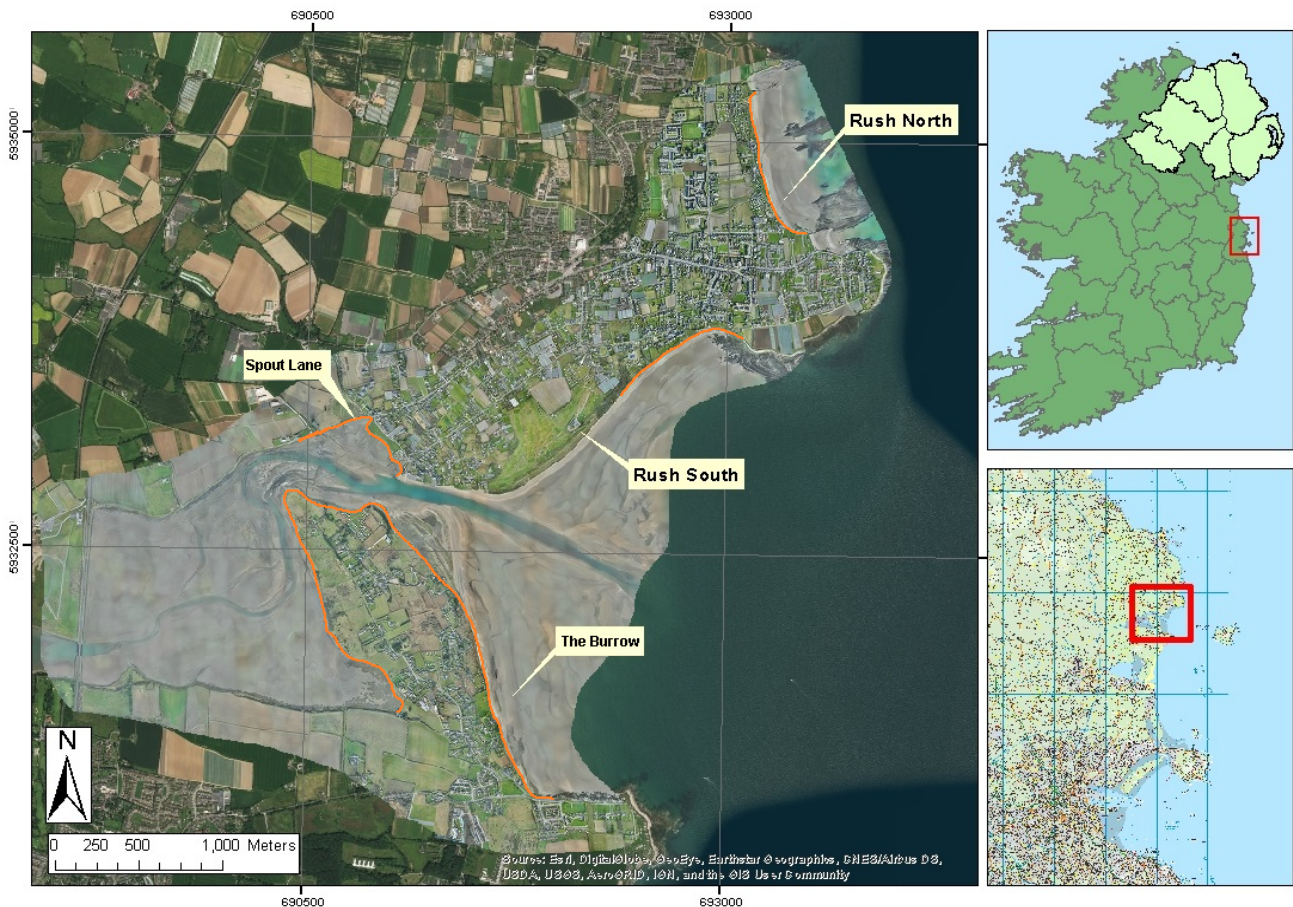 690500
693000
5935000
Rush North
Spout Lane
Rush South
5932500
The Burrow
N
0 250 500 1,000 Meters
Source: Esri, DigitalGlobe, GeoEye, Earthstar Geographics, CNES/Airbus DS,
USDA, USGS, AeroGRID, IGN, and the GIS User Community
690500
693000